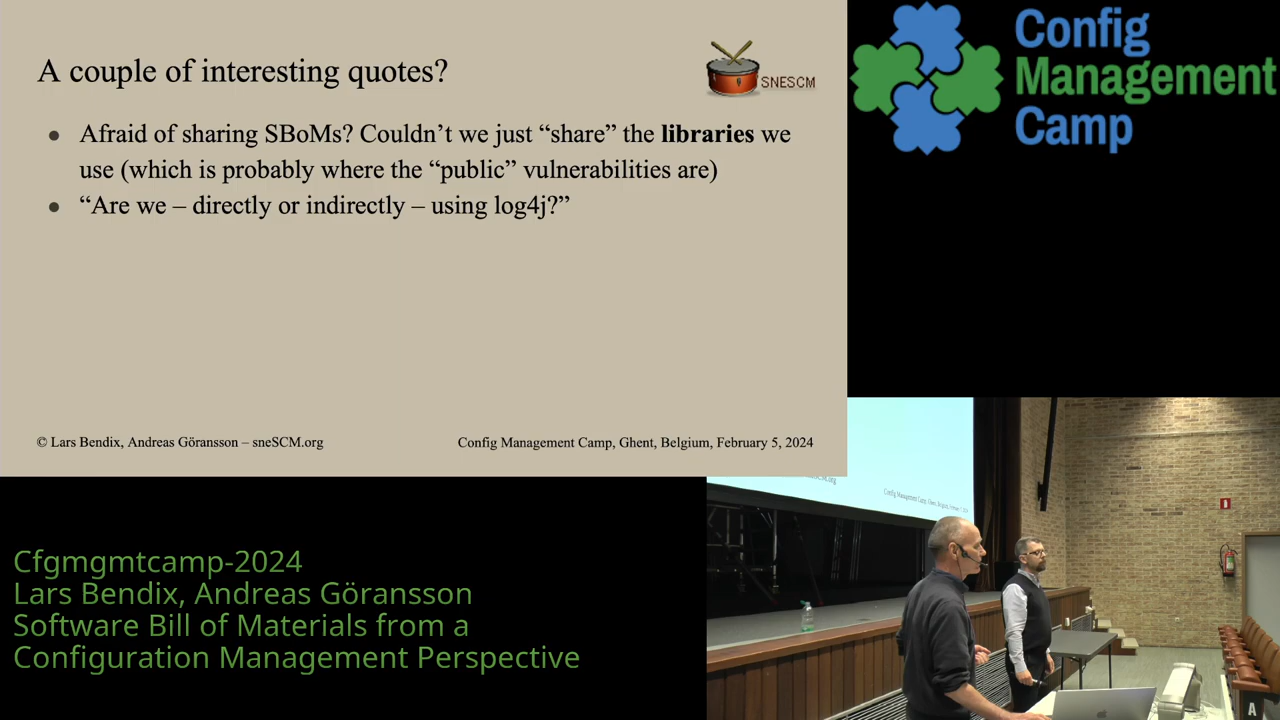 A couple of interesting quotes?
SNESCM
● Afraid of sharing SBoMs? Couldn’t we just “share” the libraries we
use (which is probably where the “public” vulnerabilities are)
● “Are we – directly or indirectly – using log4j?”
© Lars Bendix, Andreas Göransson – sneSCM.org
Config Management Camp, Ghent, Belgium, February 5, 2024
Config
Management
Camp
Cfgmgmtcamp-2024
Lars Bendix, Andreas Göransson
Software Bill of Materials from a
Configuration Management Perspective
A